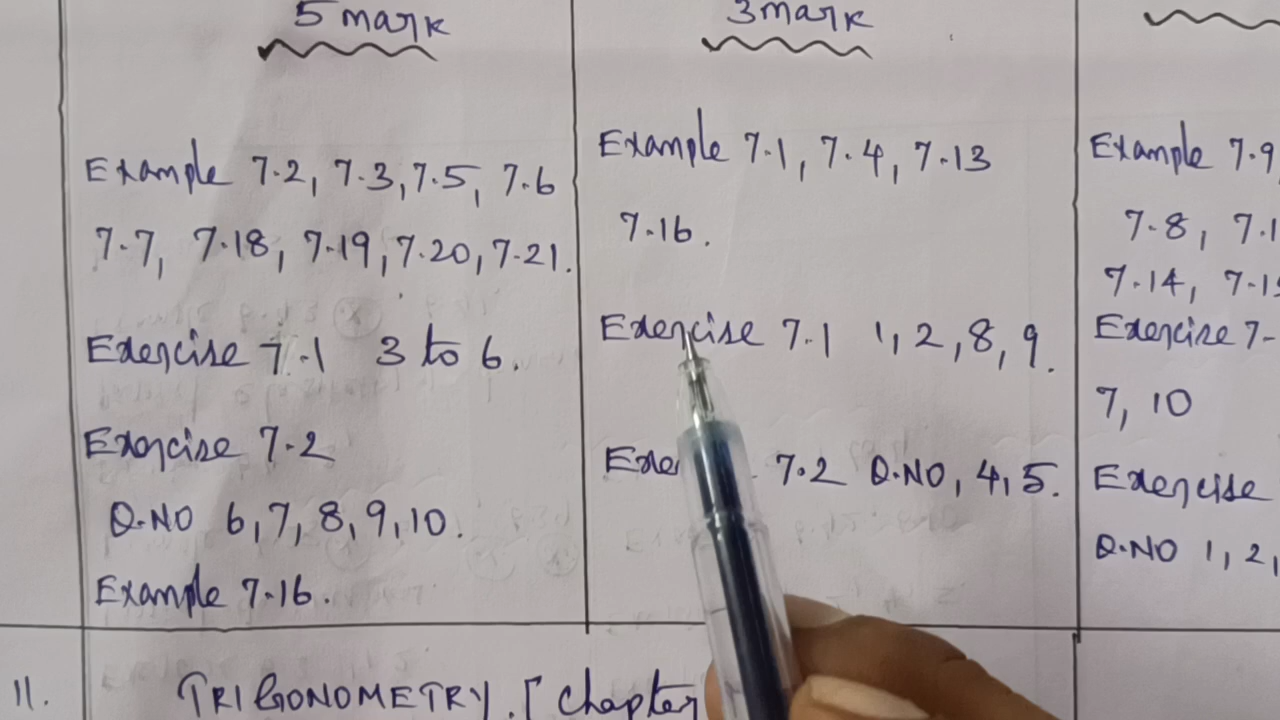 5 mark
Example 7.2, 7.3, 7.5, 7.6
7.7, 7.18, 7.19, 7.20, 7.21.
Exercise 7.1 3 to 6.
Exercise 7.2
Q.NO 6, 7, 8, 9, 10.
Example 7.16.
3 mark
Example 7.1, 7.4, 7.13
7.16.
Exercise 7.1 1, 2, 8, 9.
7.2 Q.NO, 4, 5.
Example 7.9
7.8,
7.14,
Exercise
7, 10
Exercise
Q.NO 1, 2,
11. TRIGONOMETRY. [Chapter